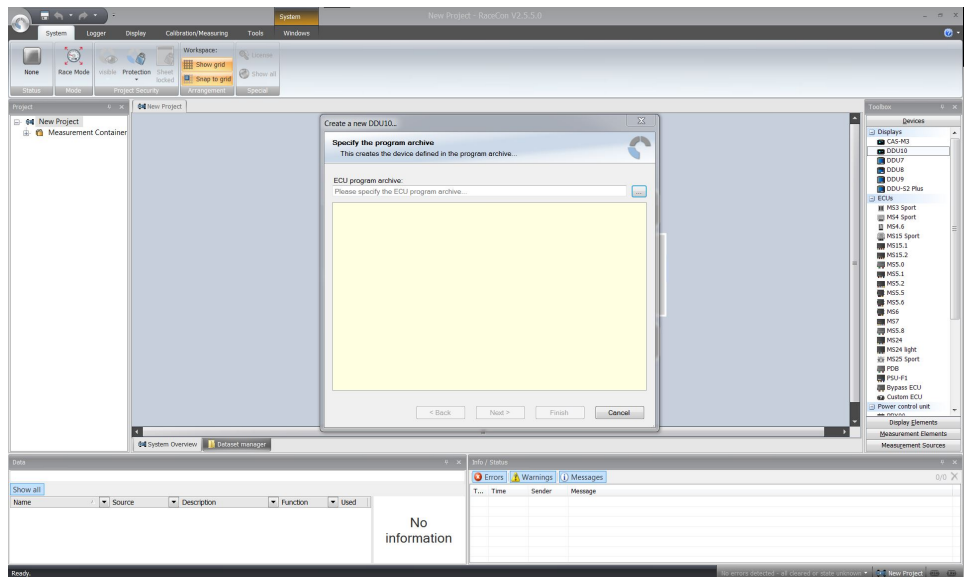 System
New Project - RaceCon V2.5.5.0
System
Logger
Display
Calibration/Measuring
Tools
Windows
None
Race Mode
Visible
Protection
Sheet locked
Workspace:
Show grid
Snap to grid
License
Show all
Status
Mode
Project Security
Arrangement
Special
Project
New Project
Toolbox
New Project
Measurement Container
Create a new DDU10...
Specify the program archive
This creates the device defined in the program archive...
ECU program archive:
Please specify the ECU program archive...
...
< Back
Next >
Finish
Cancel
Devices
Displays
CAS-M3
DDU10
DDU7
DDU8
DDU9
DDU-S2 Plus
ECUs
MS3 Sport
MS4 Sport
MS4.6
MS15 Sport
MS15.1
MS15.2
MS5.0
MS5.1
MS5.2
MS5.5
MS5.6
MS6
MS7
MS5.8
MS24
MS24 light
MS25 Sport
PDB
PSU-F1
Bypass ECU
Custom ECU
Power control unit
Display Elements
Measurement Elements
Measurement Sources
System Overview
Dataset manager
Data
Show all
Name
Source
Description
Function
Used
No
information
Info / Status
Errors
Warnings
Messages
0/0
T...
Time
Sender
Message
Ready.
No errors detected - all cleared or state unknown
New Project